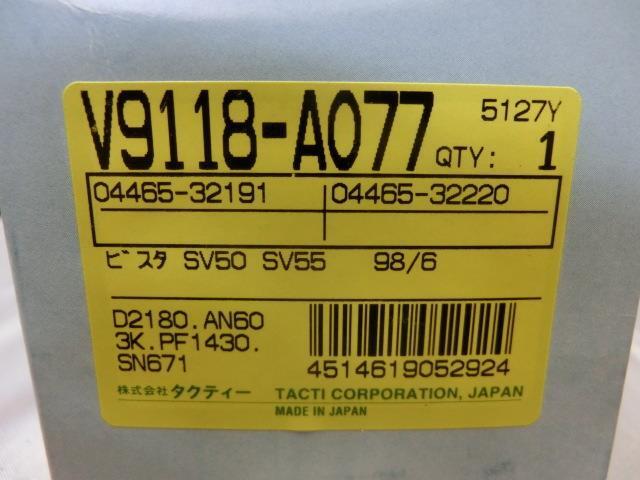 V9118-A077 5127Y
QTY: 1
04465-32191 04465-32220
ビスタ SV50 SV55 98/6
D2180.AN60
3K.PF1430.
SN671
4514619052924
株式会社タクティー TACTI CORPORATION, JAPAN
MADE IN JAPAN